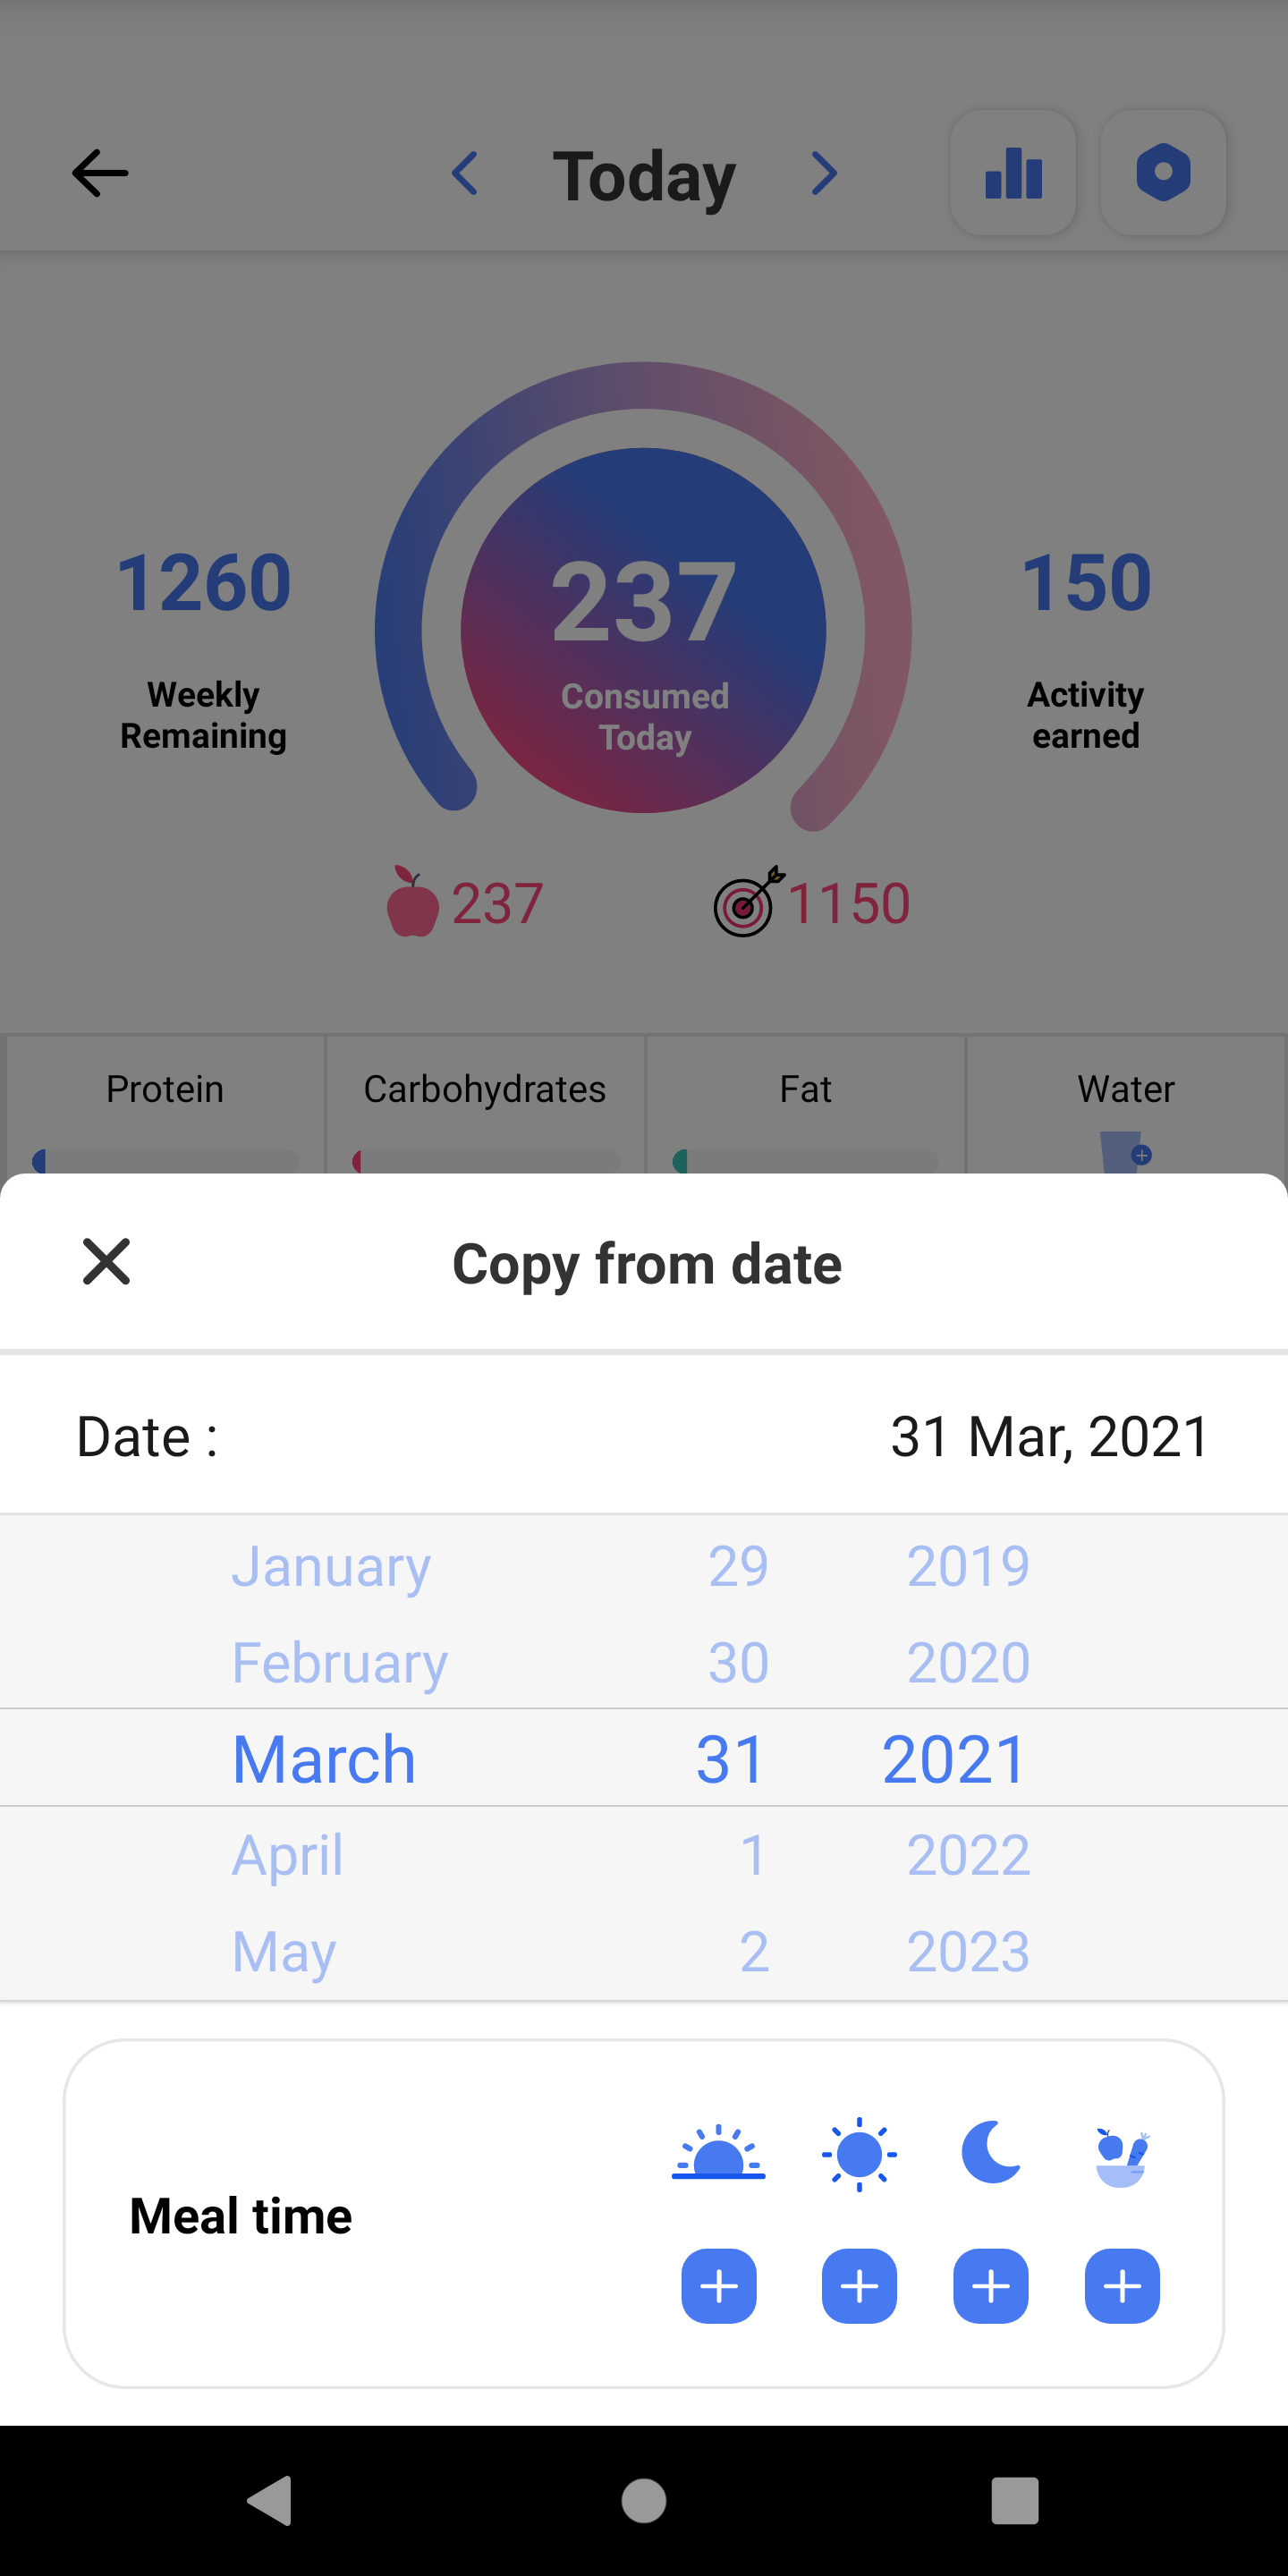 Today
1260
Weekly
Remaining
237
Consumed
Today
150
Activity
earned
237
1150
Protein
Carbohydrates
Fat
Water
Copy from date
Date :
31 Mar, 2021
January 29 2019
February 30 2020
March 31 2021
April 1 2022
May 2 2023
Meal time